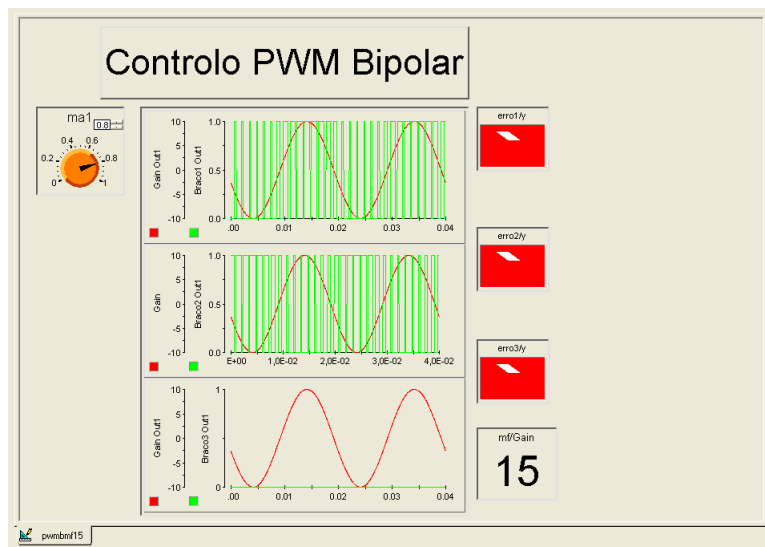 Controlo PWM Bipolar
ma1
0.8
0.4 0.6
0.2 0.8
0 1
erro1/y
10 1.0
5
0 0.5
-5
-10 0.0
Gain Out1
Braco1 Out1
.00 0.01 0.02 0.03 0.04
erro2/y
10 1.0
5
0 0.5
-5
-10 0.0
Gain
Braco2 Out1
E+00 1,0E-02 2,0E-02 3,0E-02 4,0E-02
erro3/y
10 1
5
0
-5
-10 0
Gain Out1
Braco3 Out1
.00 0.01 0.02 0.03 0.04
mf/Gain
15
pwmbmf15